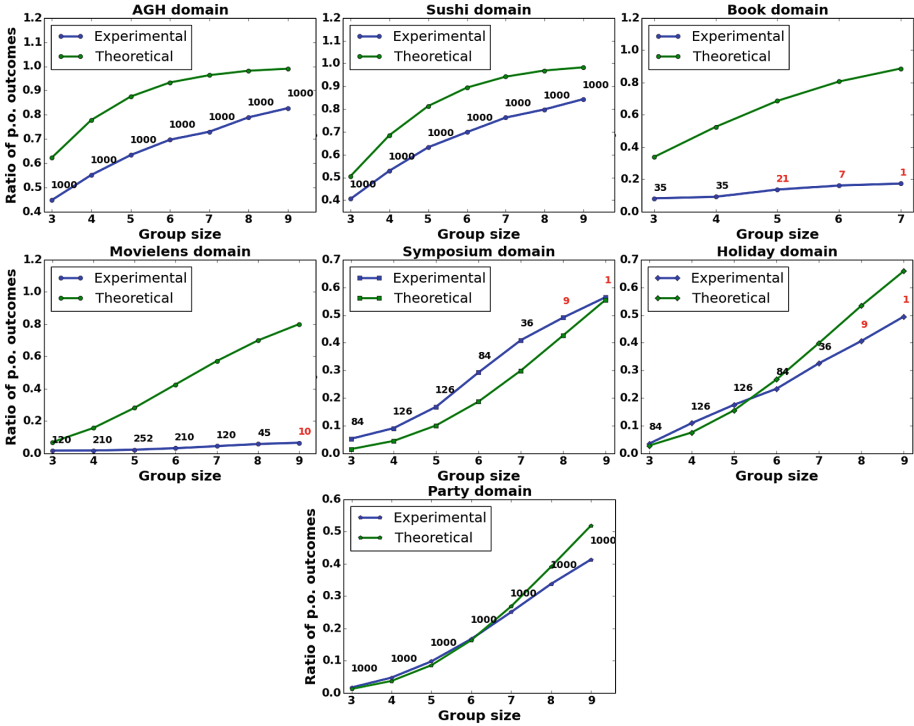 AGH domain
Ratio of p.o. outcomes
1.2
1.1
1.0
0.9
0.8
0.7
0.6
0.5
0.4
Experimental
Theoretical
1000 1000 1000 1000 1000 1000 1000
3 4 5 6 7 8 9
Group size
Sushi domain
1.2
1.1
1.0
0.9
0.8
0.7
0.6
0.5
0.4
Experimental
Theoretical
1000 1000 1000 1000 1000 1000 1000
3 4 5 6 7 8 9
Group size
Book domain
1.2
1.0
0.8
0.6
0.4
0.2
0.0
Experimental
Theoretical
35 35 21 7 1
3 4 5 6 7
Group size
Movielens domain
Ratio of p.o. outcomes
1.2
1.0
0.8
0.6
0.4
0.2
0.0
Experimental
Theoretical
120 210 252 210 120 45 10
3 4 5 6 7 8 9
Group size
Symposium domain
0.7
0.6
0.5
0.4
0.3
0.2
0.1
0.0
Experimental
Theoretical
84 126 126 84 36 9 1
3 4 5 6 7 8 9
Group size
Holiday domain
0.7
0.6
0.5
0.4
0.3
0.2
0.1
0.0
Experimental
Theoretical
84 126 126 84 36 9 1
3 4 5 6 7 8 9
Group size
Party domain
Ratio of p.o. outcomes
0.6
0.5
0.4
0.3
0.2
0.1
0.0
Experimental
Theoretical
1000 1000 1000 1000 1000 1000 1000
3 4 5 6 7 8 9
Group size